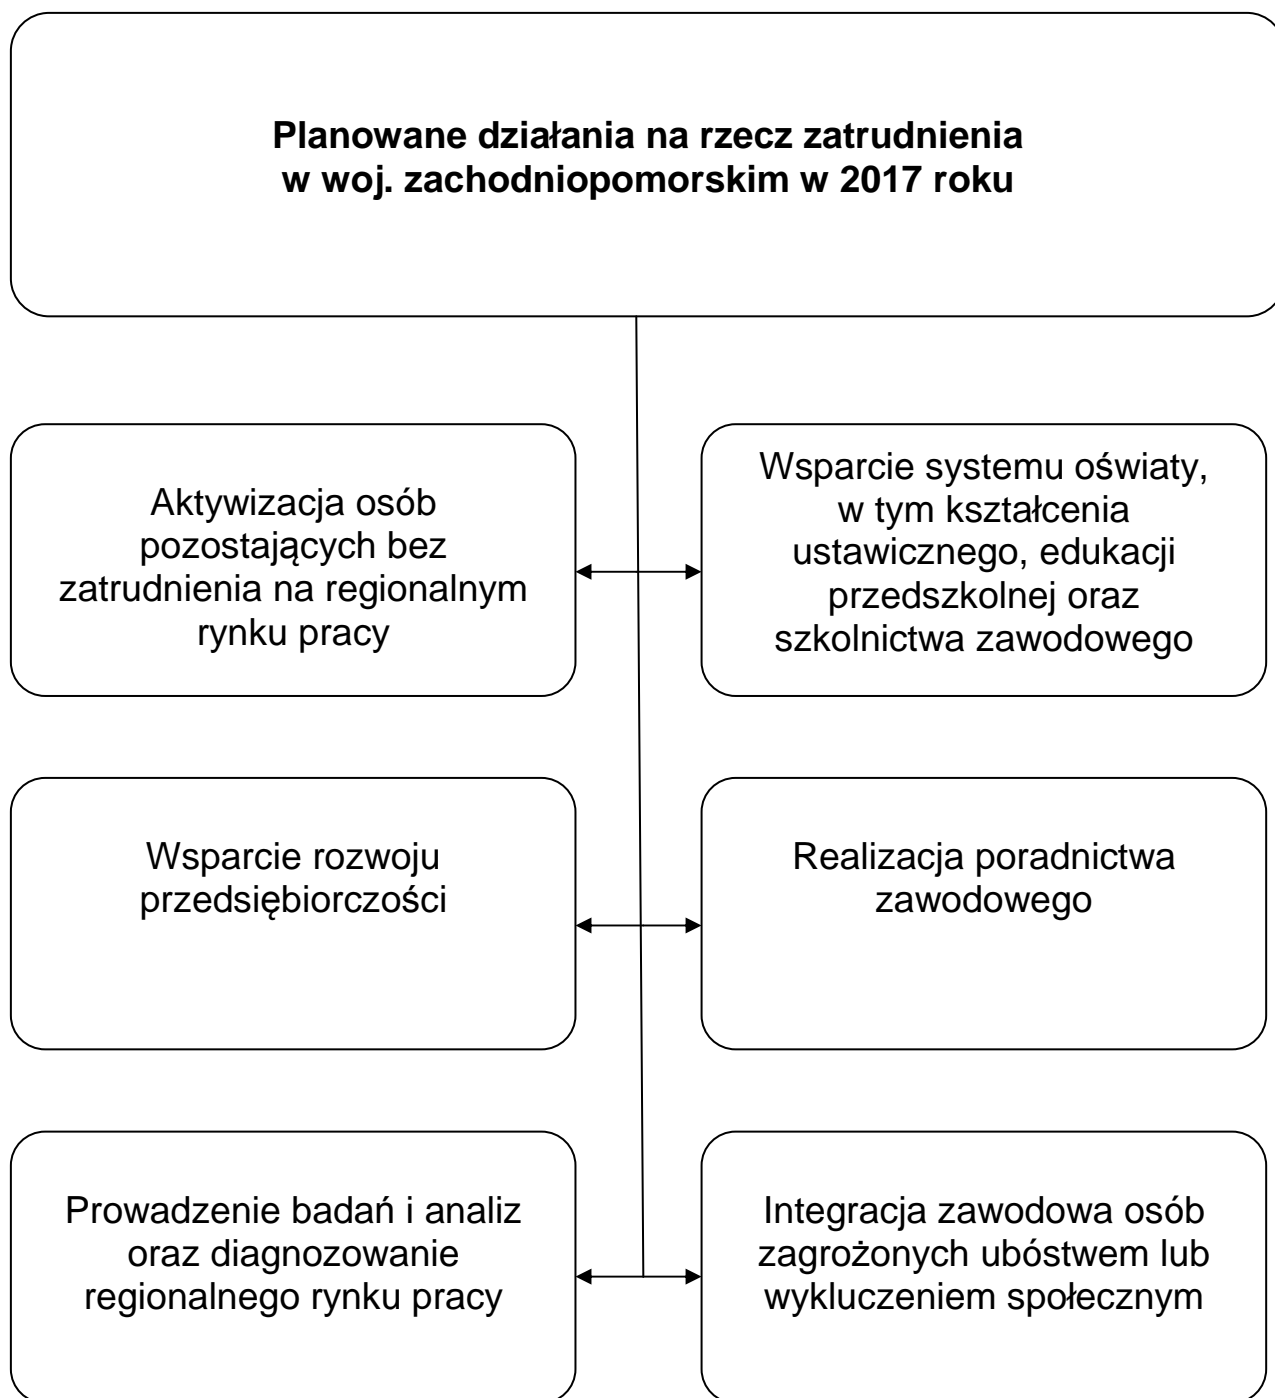 Planowane działania na rzecz zatrudnienia
w woj. zachodniopomorskim w 2017 roku
Aktywizacja osób
pozostających bez
zatrudnienia na regionalnym
rynku pracy
Wsparcie systemu oświaty,
w tym kształcenia
ustawicznego, edukacji
przedszkolnej oraz
szkolnictwa zawodowego
Wsparcie rozwoju
przedsiębiorczości
Realizacja poradnictwa
zawodowego
Prowadzenie badań i analiz
oraz diagnozowanie
regionalnego rynku pracy
Integracja zawodowa osób
zagrożonych ubóstwem lub
wykluczeniem społecznym